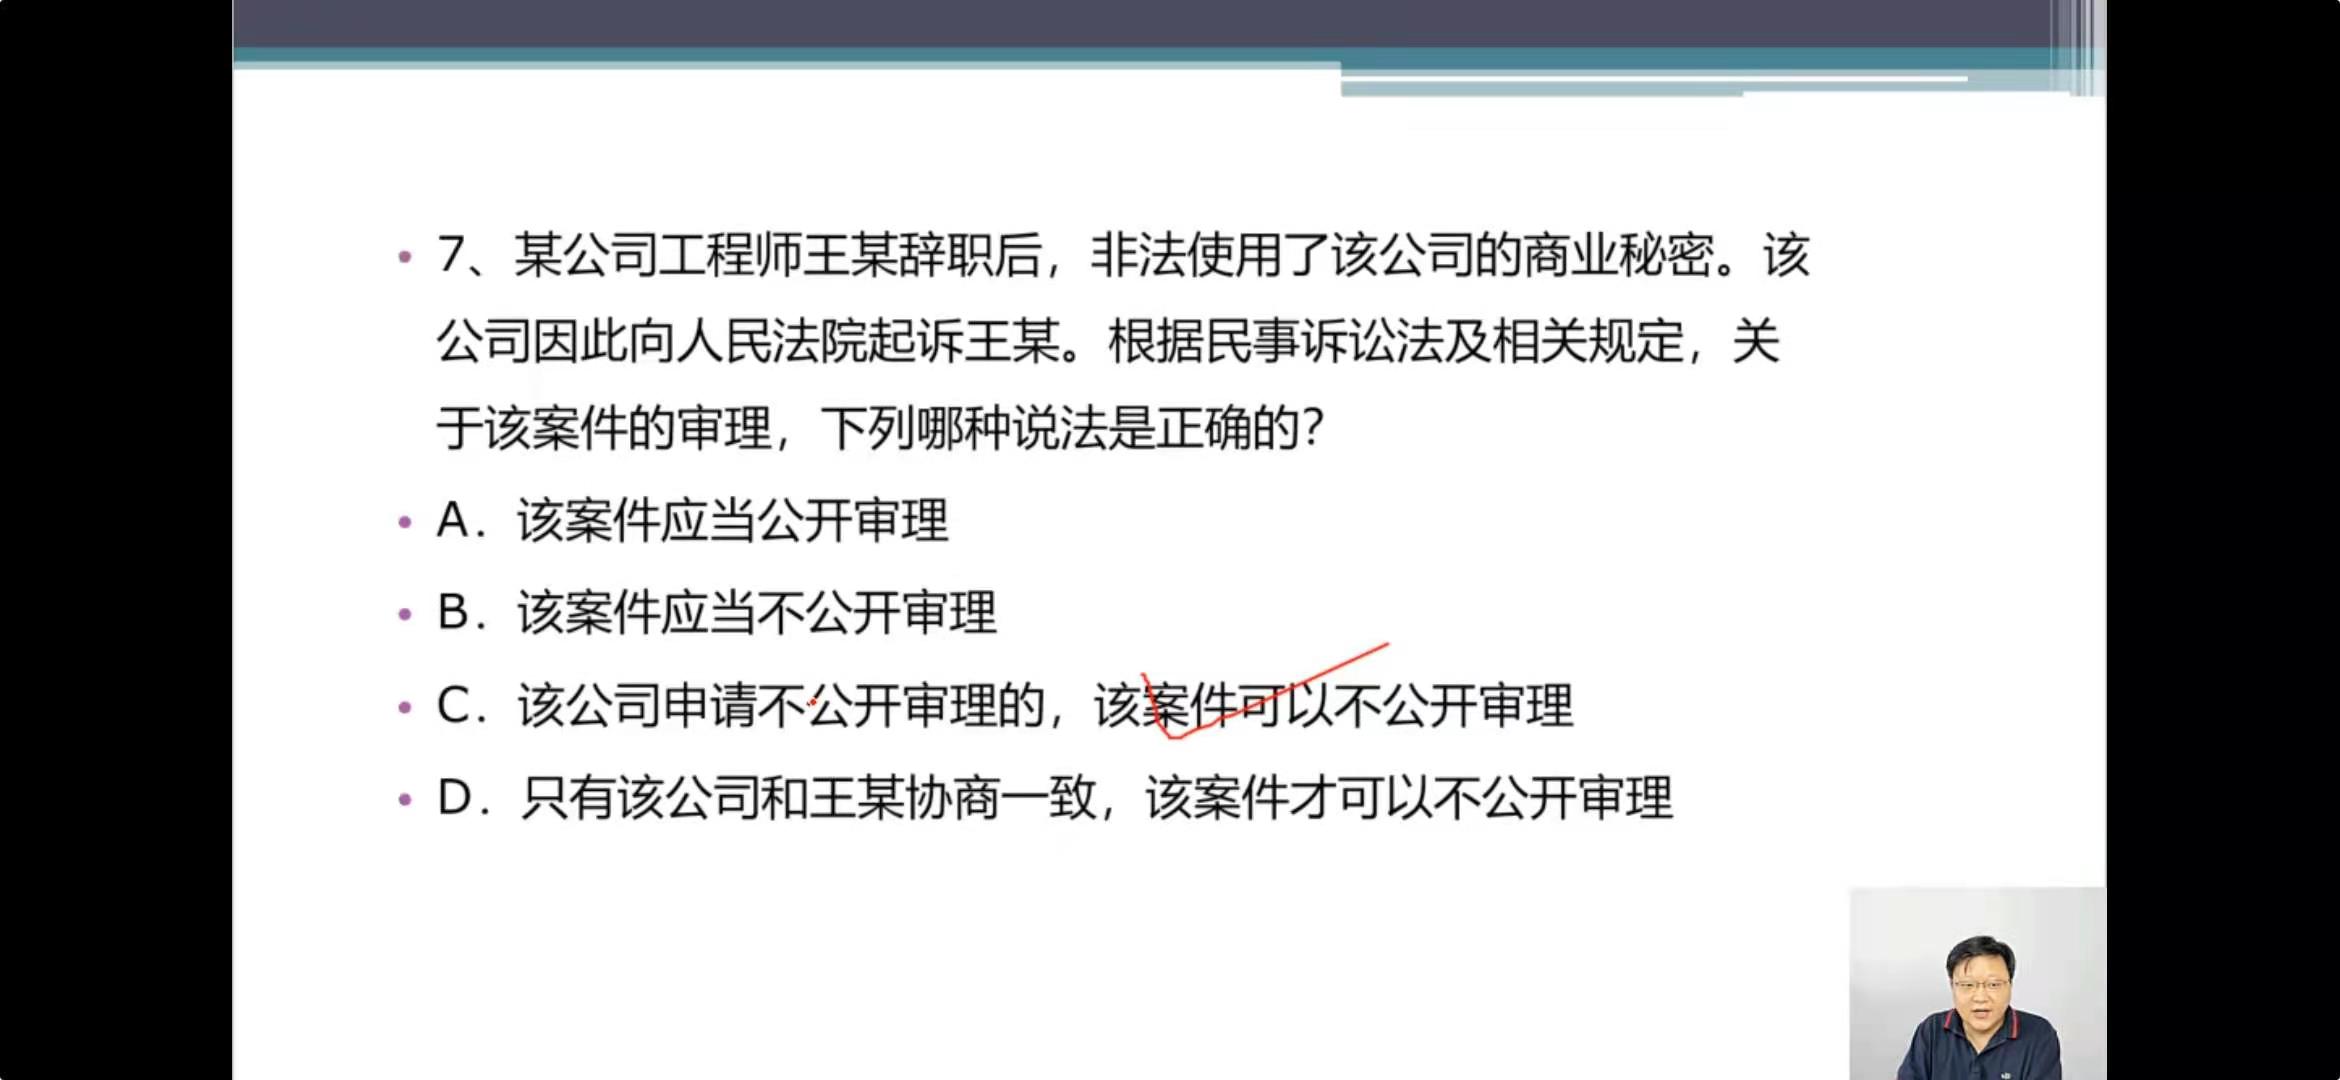 7、某公司工程师王某辞职后，非法使用了该公司的商业秘密。该
公司因此向人民法院起诉王某。根据民事诉讼法及相关规定，关
于该案件的审理，下列哪种说法是正确的？
A．该案件应当公开审理
B．该案件应当不公开审理
C．该公司申请不公开审理的，该案件可以不公开审理
D．只有该公司和王某协商一致，该案件才可以不公开审理